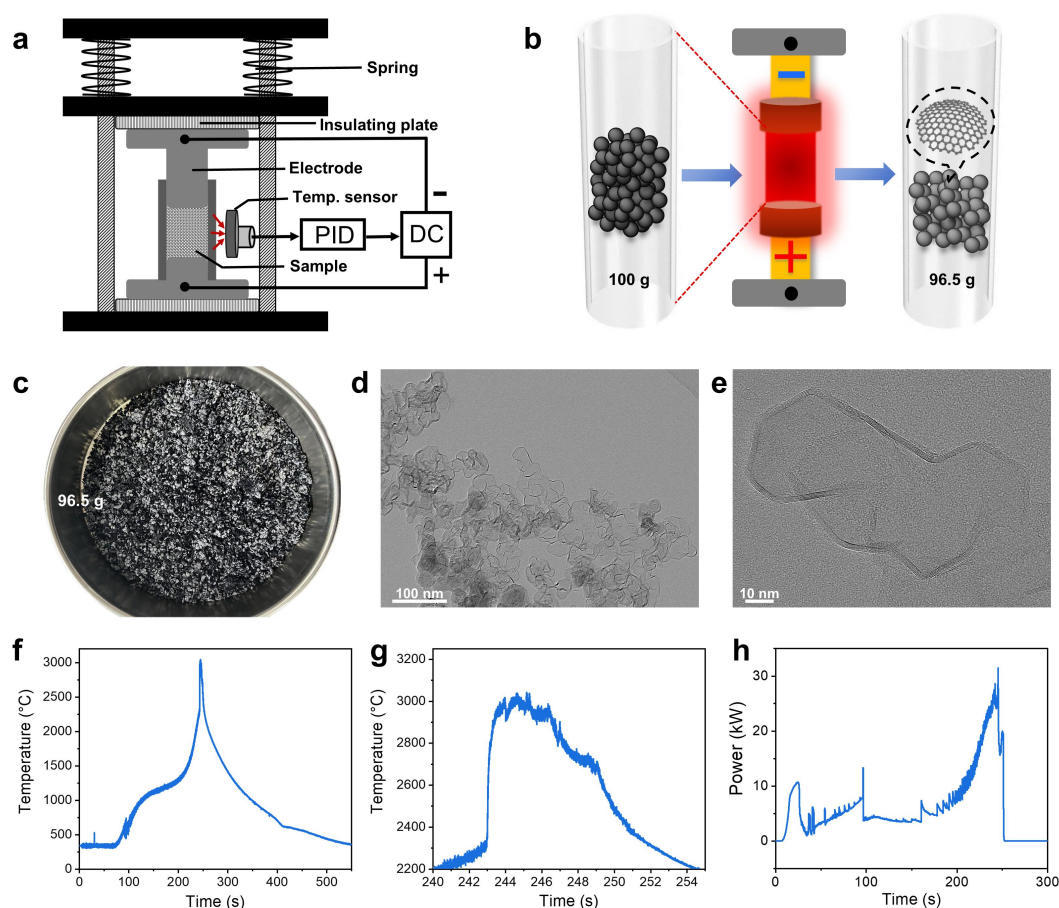 a
Spring
Insulating plate
Electrode
Temp. sensor
PID
DC
-
+
Sample
b
100 g
−
+
96.5 g
c
96.5 g
d
100 nm
e
10 nm
f
Temperature (°C)
3000
2500
2000
1500
1000
500
0
0 100 200 300 400 500
Time (s)
g
Temperature (°C)
3200
3000
2800
2600
2400
2200
240 242 244 246 248 250 252 254
Time (s)
h
Power (kW)
30
20
10
0
0 100 200 300
Time (s)